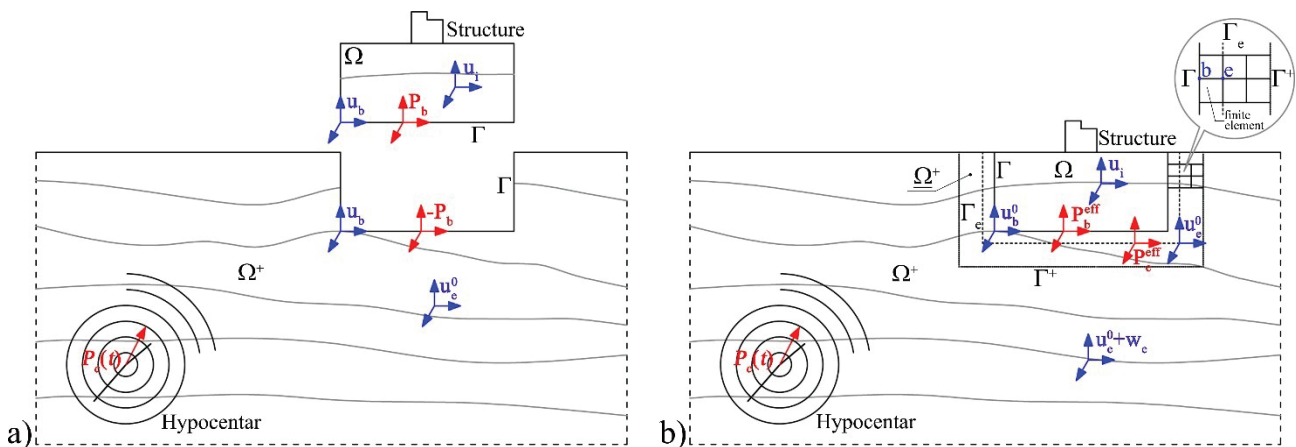 Structure
Ω
u_i
u_b
P_b
Γ
Γ
u_b
-P_b
Ω⁺
u_e^0
P_e(t)
Hypocentar
a)
Γ_e
Γ b e Γ⁺
finite
element
Structure
Ω⁺ Γ Ω
u_i
Γ_e
u_b^0
P_b^eff
u_e^0
P_e^eff
Ω⁺
Γ⁺
u_e^0+w_e
P_e(t)
Hypocentar
b)